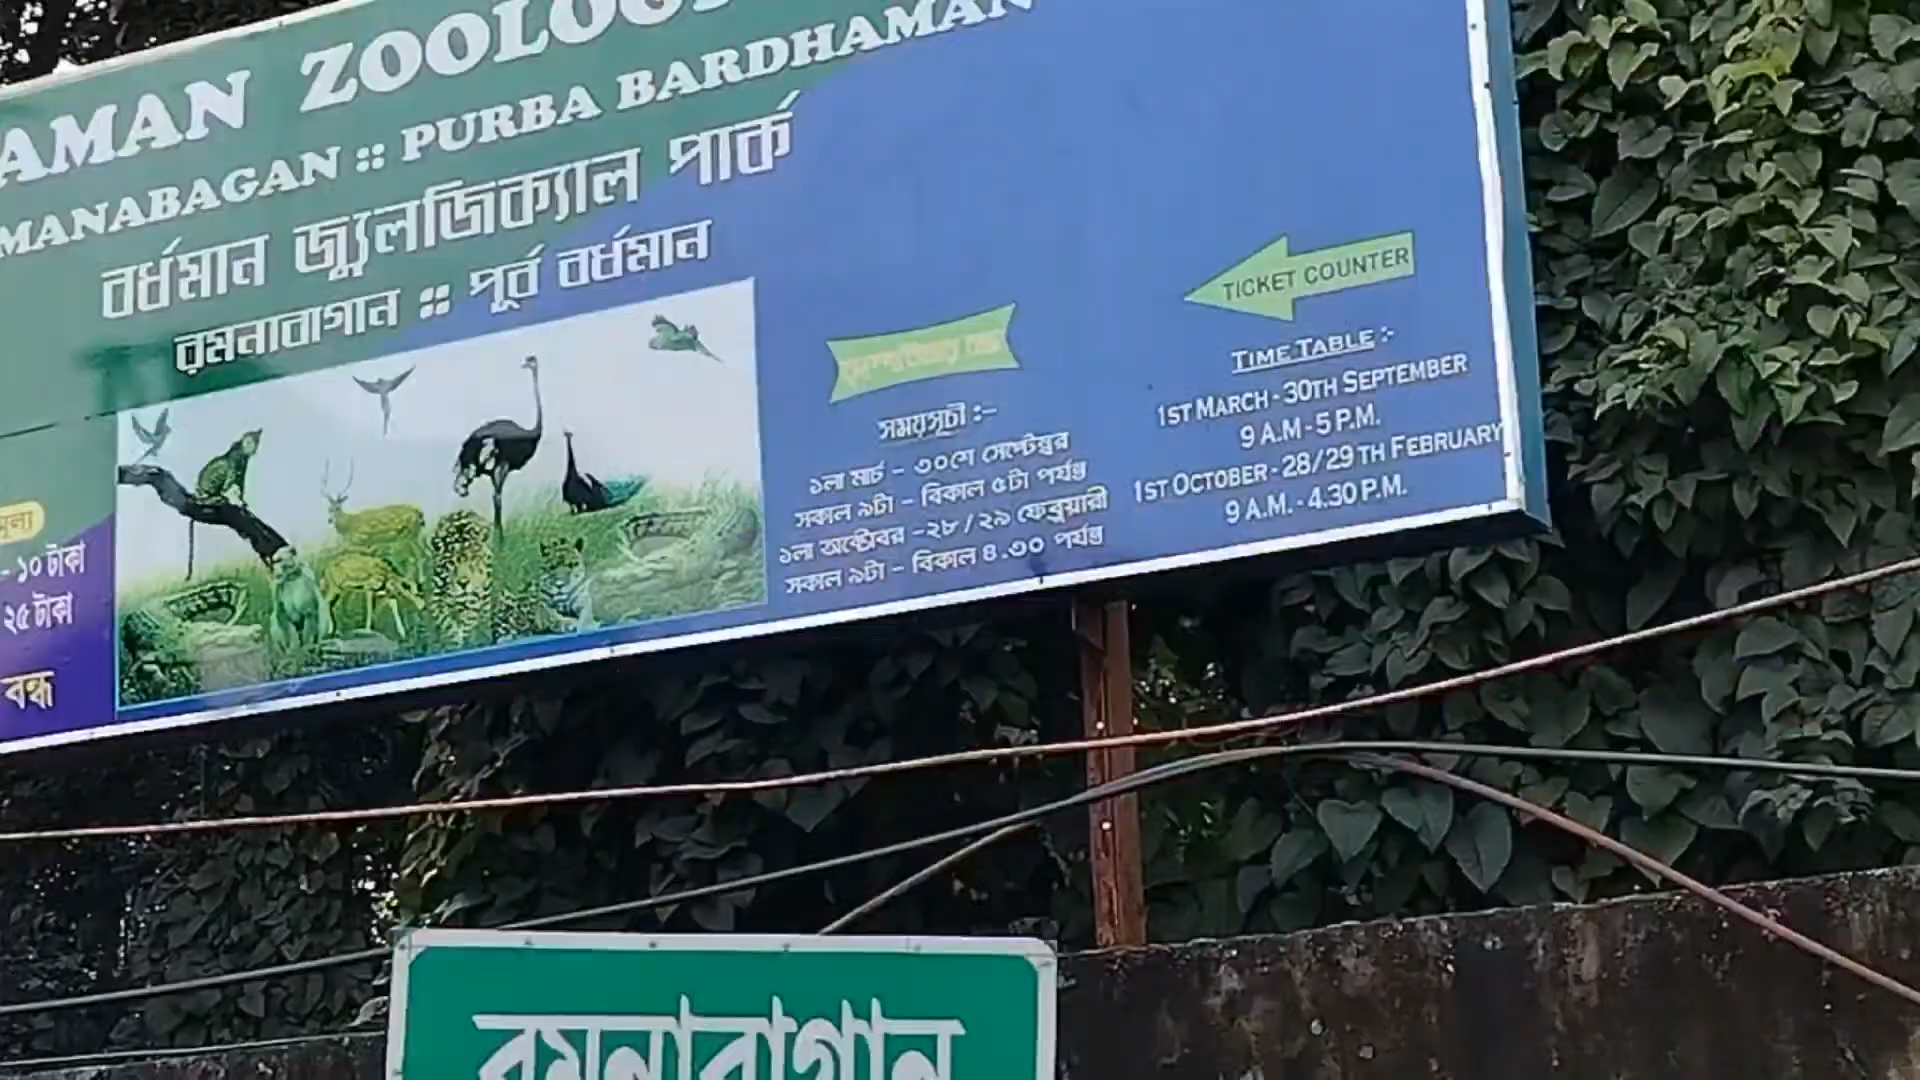 AMAN ZOOLOG
MANABAGAN :: PURBA BARDHAMAN
বর্ধমান জ্যুলজিক্যাল পার্ক
রমনাবাগান :: পূর্ব বর্ধমান
মূল্য
- ১০ টাকা
২৫ টাকা
বন্ধ
সময়সূচী :–
১লা মার্চ – ৩০শে সেপ্টেম্বর
সকাল ৯টা – বিকাল ৫টা পর্যন্ত
১লা অক্টোবর –২৮ / ২৯ ফেব্রুয়ারী
সকাল ৯টা – বিকাল ৪.৩০ পর্যন্ত
TICKET COUNTER
TIME TABLE :-
1ST MARCH - 30TH SEPTEMBER
9 A.M - 5 P.M.
1ST OCTOBER - 28/29 TH FEBRUARY
9 A.M. - 4.30 P.M.
রমনাবাগান